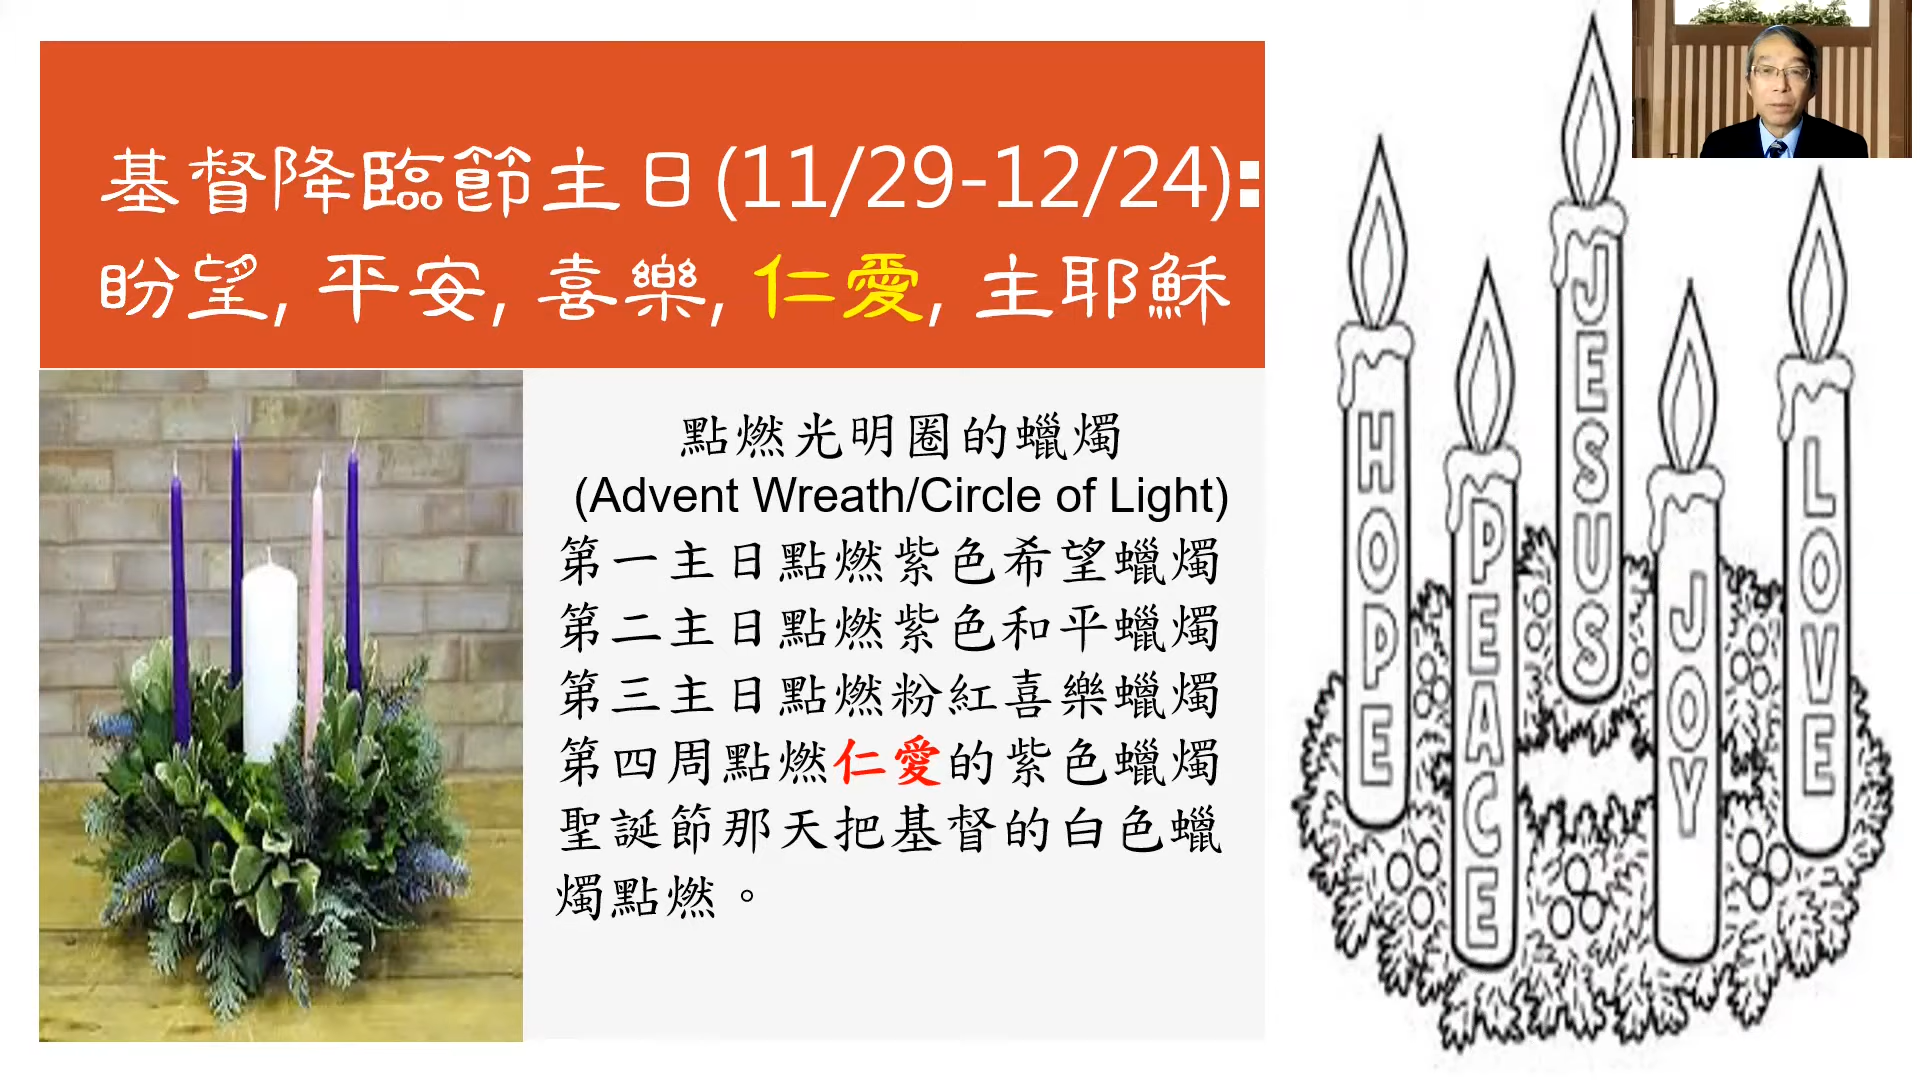 基督降臨節主日(11/29-12/24):
盼望, 平安, 喜樂, 仁愛, 主耶穌
點燃光明圈的蠟燭
(Advent Wreath/Circle of Light)
第一主日點燃紫色希望蠟燭
第二主日點燃紫色和平蠟燭
第三主日點燃粉紅喜樂蠟燭
第四周點燃仁愛的紫色蠟燭
聖誕節那天把基督的白色蠟
燭點燃。
HOPE
PEACE
JESUS
JOY
LOVE